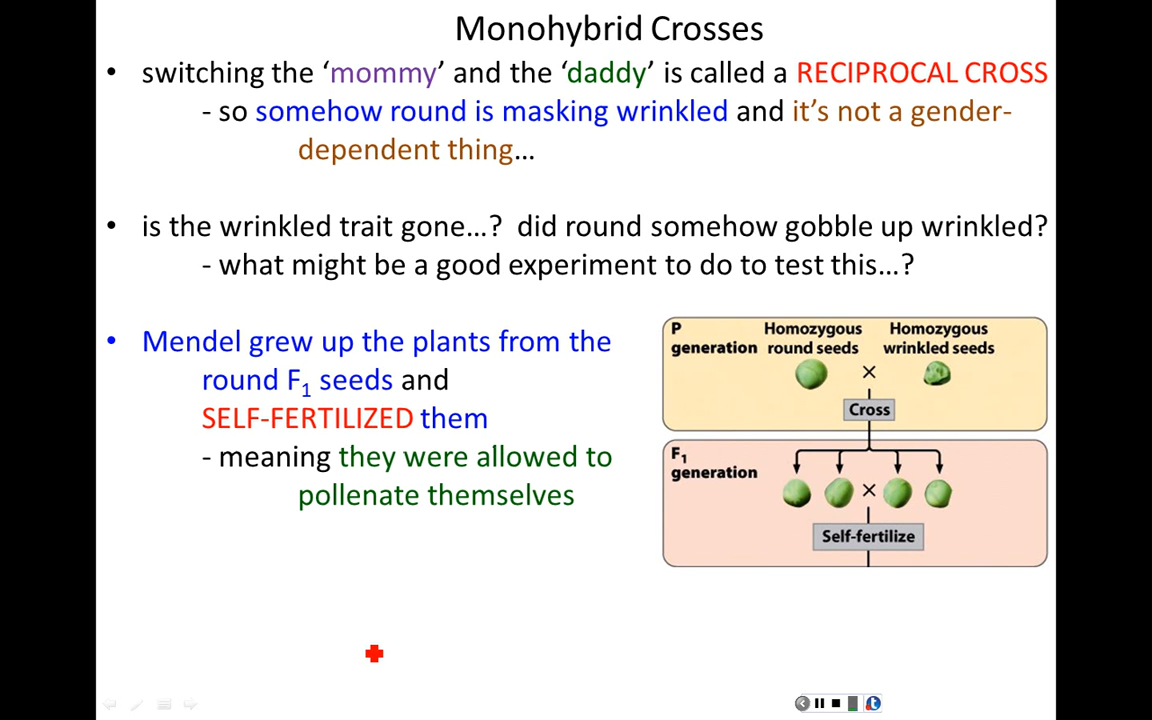 Monohybrid Crosses
• switching the ‘mommy’ and the ‘daddy’ is called a RECIPROCAL CROSS
- so somehow round is masking wrinkled and it’s not a gender-
dependent thing…
• is the wrinkled trait gone…? did round somehow gobble up wrinkled?
- what might be a good experiment to do to test this…?
• Mendel grew up the plants from the
round F₁ seeds and
SELF-FERTILIZED them
- meaning they were allowed to
pollenate themselves
P
generation
Homozygous
round seeds
Homozygous
wrinkled seeds
×
Cross
F₁
generation
×
Self-fertilize